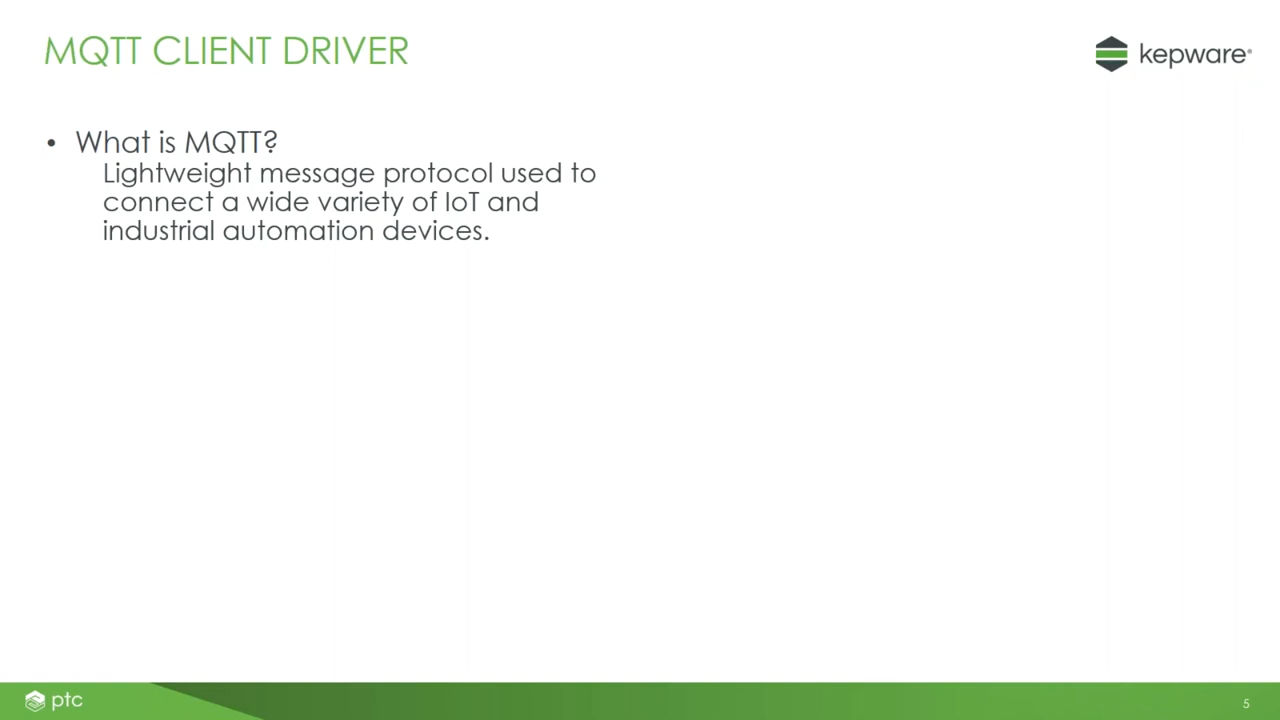 MQTT CLIENT DRIVER
kepware®
• What is MQTT?
Lightweight message protocol used to
connect a wide variety of IoT and
industrial automation devices.
ptc
5